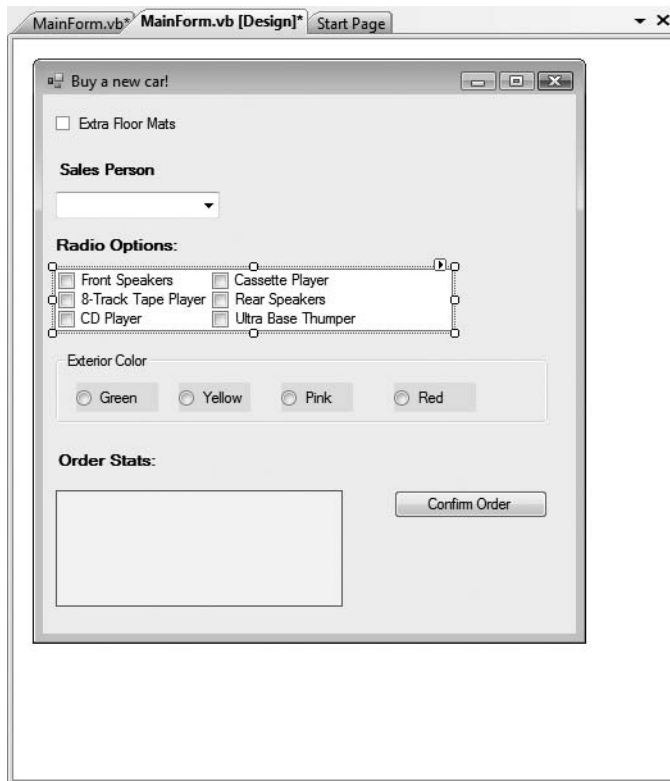 MainForm.vb* MainForm.vb [Design]* Start Page
Buy a new car!
Extra Floor Mats
Sales Person
Radio Options:
Front Speakers Cassette Player
8-Track Tape Player Rear Speakers
CD Player Ultra Base Thumper
Exterior Color
Green Yellow Pink Red
Order Stats:
Confirm Order